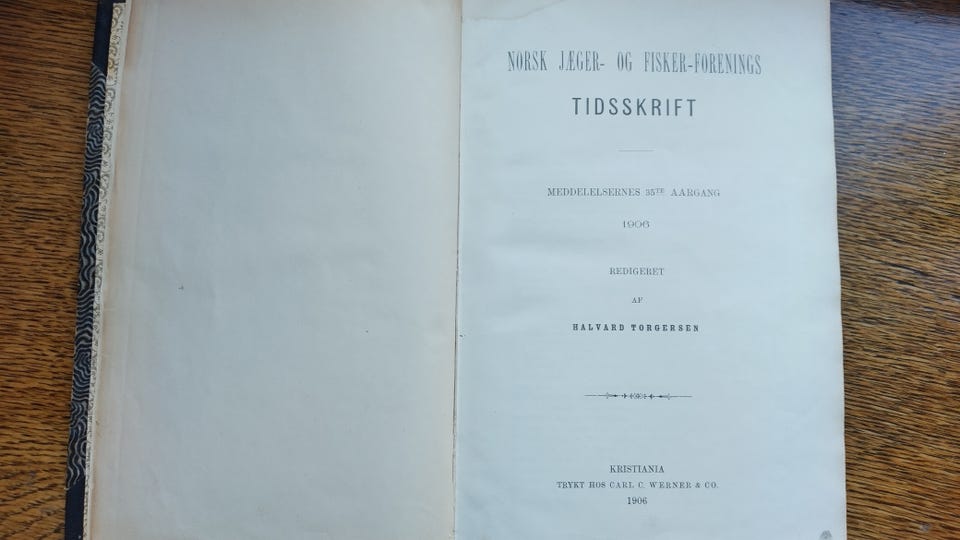 NORSK JÆGER- OG FISKER-FORENINGS
TIDSSKRIFT
MEDDELELSERNES 35TE AARGANG
1906
REDIGERET
AF
HALVARD TORGERSEN
KRISTIANIA
TRYKT HOS CARL C. WERNER & CO.
1906